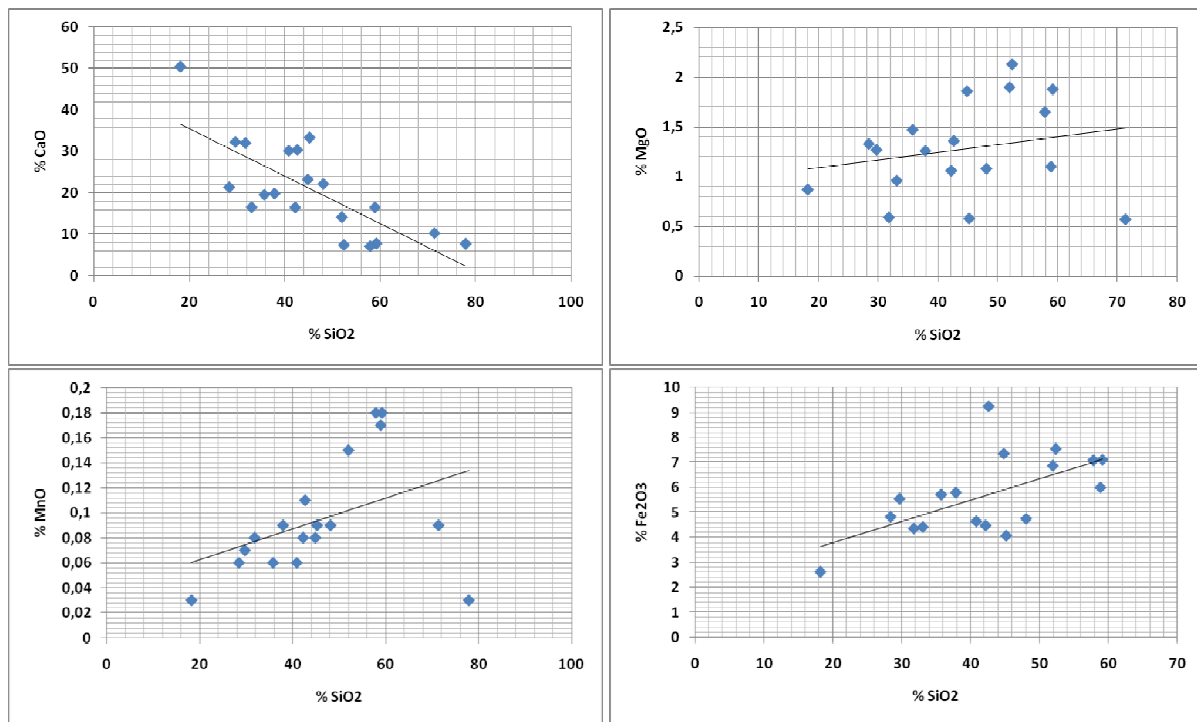 % CaO
60
50
40
30
20
10
0
0 20 40 60 80 100
% SiO2
% MgO
2,5
2
1,5
1
0,5
0
0 10 20 30 40 50 60 70 80
% SiO2
% MnO
0,2
0,18
0,16
0,14
0,12
0,1
0,08
0,06
0,04
0,02
0
0 20 40 60 80 100
% SiO2
% Fe2O3
10
9
8
7
6
5
4
3
2
1
0
0 10 20 30 40 50 60 70
% SiO2